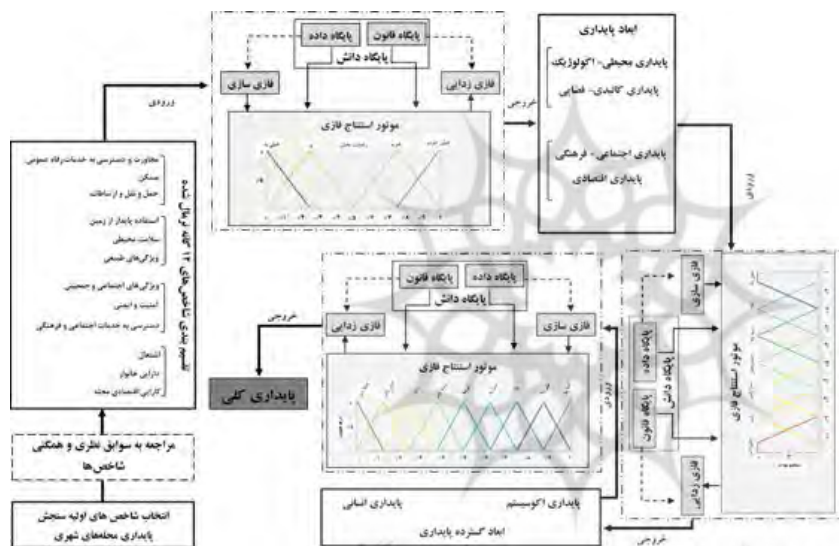 پایگاه داده
پایگاه قانون
پایگاه دانش
فازی سازی
فازی زدایی
موتور استنتاج فازی
ورودی
خروجی
ابعاد پایداری
پایداری محیطی- اکولوژیک
پایداری کالبدی- فضایی
پایداری اجتماعی- فرهنگی
پایداری اقتصادی
ورودی
تقسیم بندی شاخص‌های ۱۲ گانه نرمال شده
مجاورت و دسترسی به خدمات رفاه عمومی
مسکن
حمل و نقل و ارتباطات
استفاده پایدار از زمین
سلامت محیطی
ویژگی‌های طبیعی
ویژگی‌های اجتماعی و جمعیتی
امنیت و ایمنی
دسترسی به خدمات اجتماعی و فرهنگی
اشتغال
دارایی خانوار
کارایی اقتصادی محله
مراجعه به سوابق نظری و همگنی
شاخص‌ها
انتخاب شاخص های اولیه سنجش
پایداری محله‌های شهری
فازی سازی
پایگاه داده
پایگاه دانش
پایگاه قانون
فازی زدایی
موتور استنتاج فازی
خروجی
پایداری اکوسیستم
پایداری انسانی
ابعاد گسترده پایداری
ورودی
پایگاه داده
پایگاه قانون
پایگاه دانش
فازی سازی
فازی زدایی
موتور استنتاج فازی
خروجی
پایداری کلی